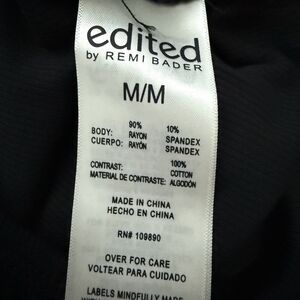 edited
by REMI BADER
M/M
90% 10%
BODY: RAYON SPANDEX
CUERPO: RAYÓN SPANDEX
CONTRAST: 100%
COTTON
MATERIAL DE CONTRASTE: ALGODÓN
MADE IN CHINA
HECHO EN CHINA
RN# 109890
OVER FOR CARE
VOLTEAR PARA CUIDADO
LABELS MINDFULLY MADE